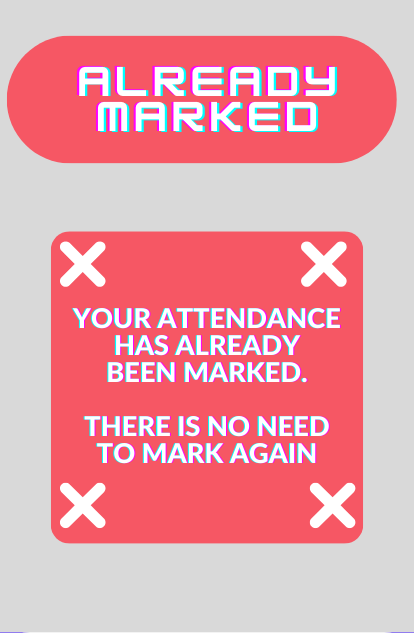 ALREADY
MARKED
YOUR ATTENDANCE
HAS ALREADY
BEEN MARKED.
THERE IS NO NEED
TO MARK AGAIN